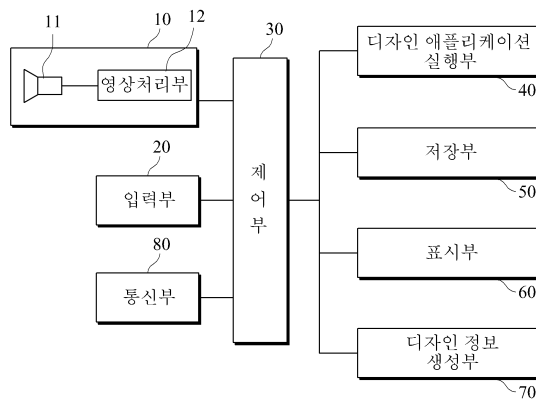 10
30
11
12
영상처리부
디자인 애플리케이션
실행부
40
20
입력부
제
어
부
저장부
50
80
통신부
표시부
60
디자인 정보
생성부
70